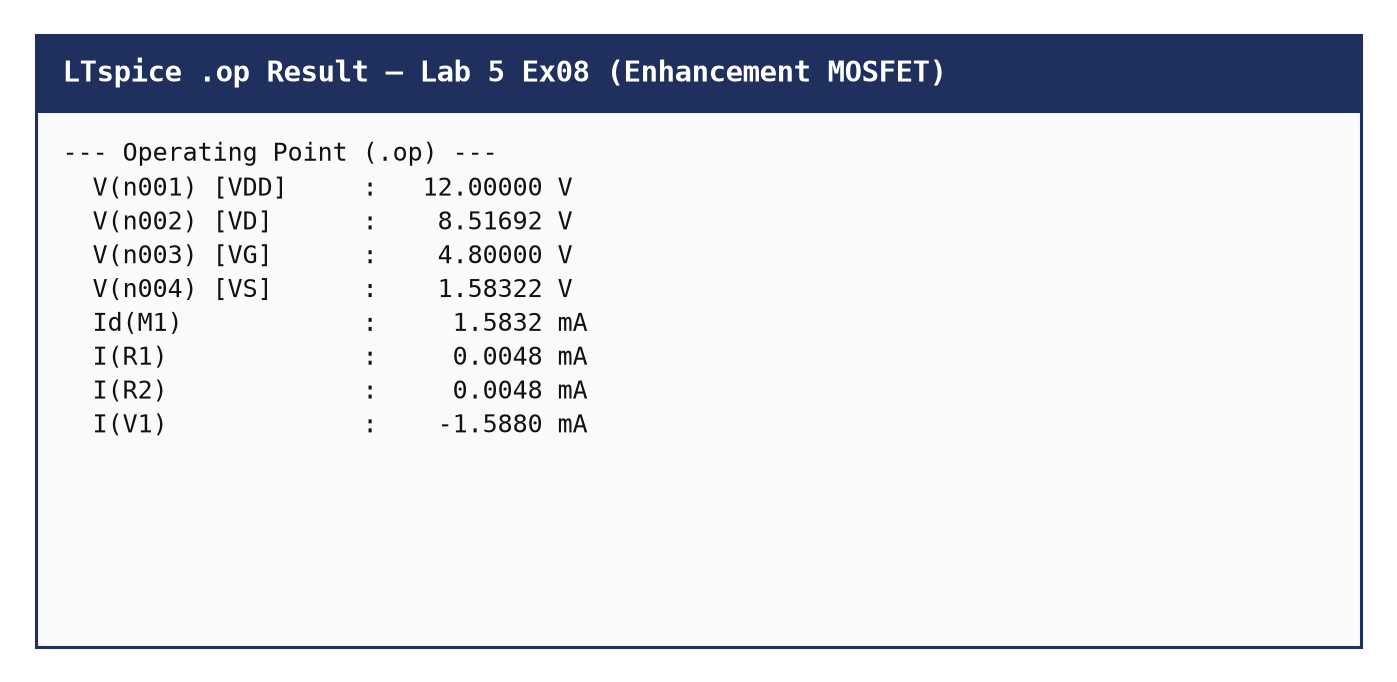 LTspice .op Result — Lab 5 Ex08 (Enhancement MOSFET)
--- Operating Point (.op) ---
V(n001) [VDD]     :   12.00000 V
V(n002) [VD]      :    8.51692 V
V(n003) [VG]      :    4.80000 V
V(n004) [VS]      :    1.58322 V
Id(M1)            :     1.5832 mA
I(R1)             :     0.0048 mA
I(R2)             :     0.0048 mA
I(V1)             :    -1.5880 mA